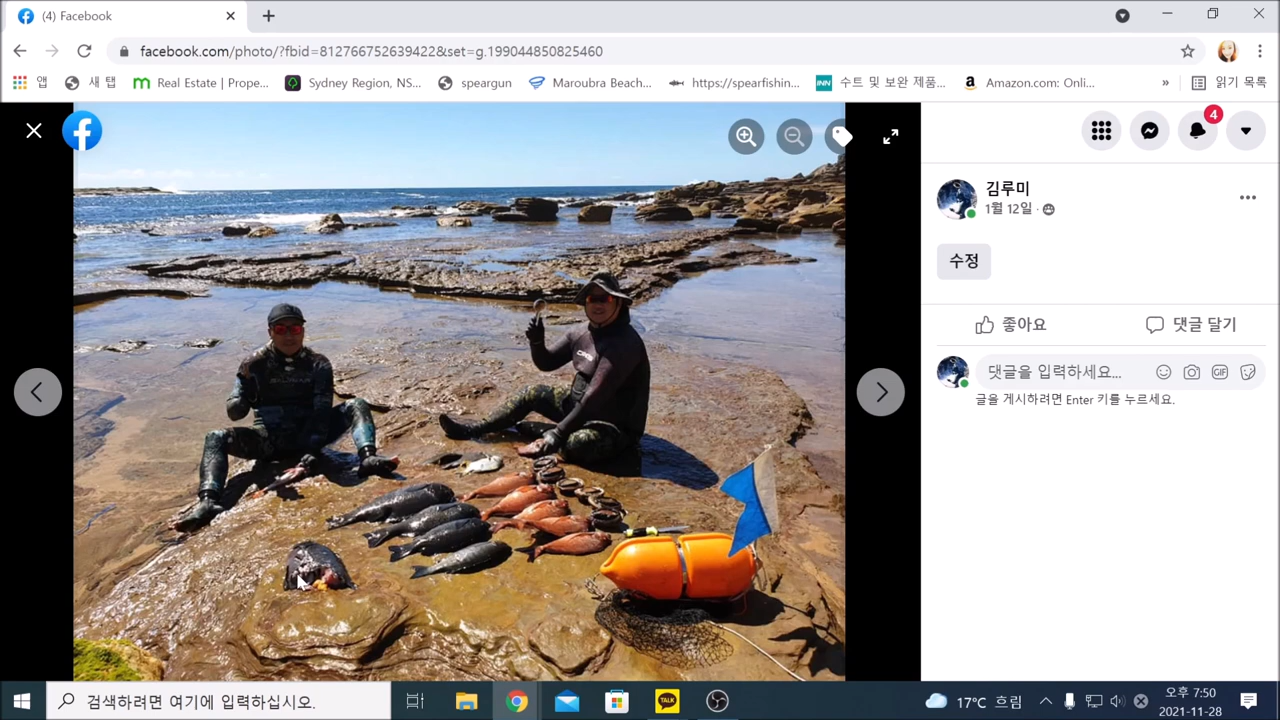 (4) Facebook
facebook.com/photo/?fbid=812766752639422&set=g.199044850825460
앱 새 탭 Real Estate | Prope... Sydney Region, NS... speargun Maroubra Beach... https://spearfishin... INN 수트 및 보완 제품... Amazon.com: Onli... » 읽기 목록
4
김루미
1월 12일 ·
수정
좋아요 댓글 달기
댓글을 입력하세요... GIF
글을 게시하려면 Enter 키를 누르세요.
검색하려면 여기에 입력하십시오. TALK 17°C 흐림 오후 7:50
2021-11-28